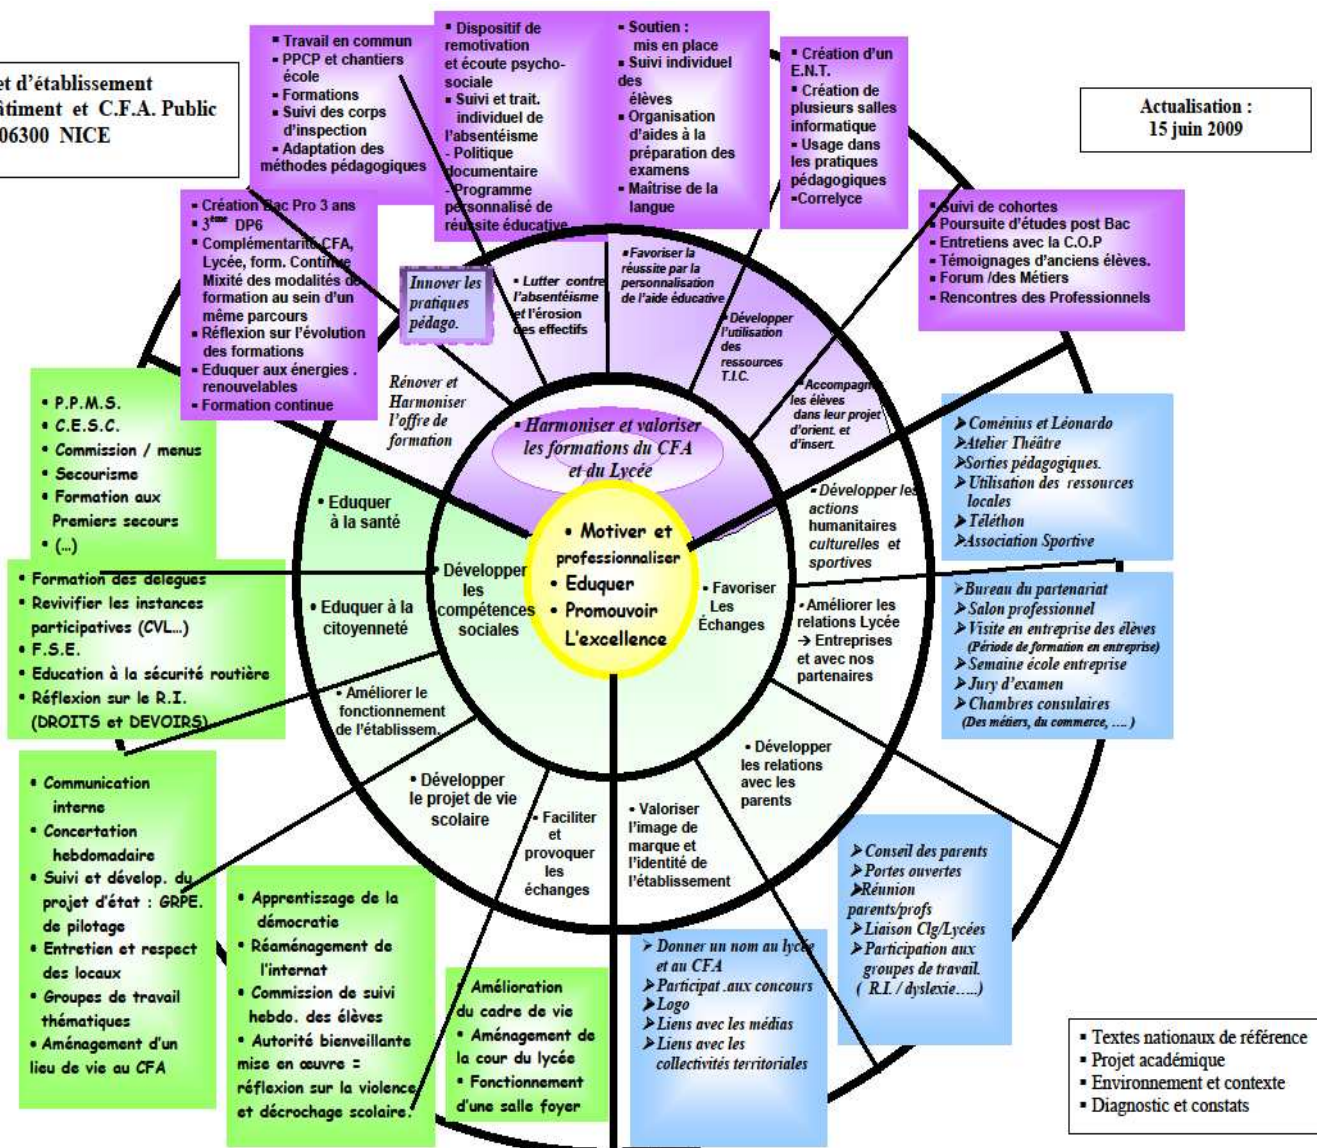 et d'établissement
âtiment et C.F.A. Public
06300 NICE
▪ Travail en commun
▪ PPCP et chantiers
école
▪ Formations
▪ Suivi des corps
d'inspection
▪ Adaptation des
méthodes pédagogiques
▪ Dispositif de
remotivation
et écoute psycho-
sociale
▪ Suivi et trait.
individuel de
l'absentéisme
- Politique
documentaire
- Programme
personnalisé de
réussite éducative
▪ Soutien :
mis en place
▪ Suivi individuel
des
élèves
▪ Organisation
d'aides à la
préparation des
examens
▪ Maîtrise de la
langue
▪ Création d'un
E.N.T.
▪ Création de
plusieurs salles
informatique
▪ Usage dans
les pratiques
pédagogiques
▪Correlyce
Actualisation :
15 juin 2009
▪ Création Bac Pro 3 ans
▪ 3ème DP6
▪ Complémentarité CFA,
Lycée, form. Continue
Mixité des modalités de
formation au sein d'un
même parcours
▪ Réflexion sur l'évolution
des formations
▪ Eduquer aux énergies .
renouvelables
▪ Formation continue
▪ Suivi de cohortes
▪ Poursuite d'études post Bac
▪ Entretiens avec la C.O.P
▪ Témoignages d'anciens élèves.
▪ Forum /des Métiers
▪ Rencontres des Professionnels
Innover les
pratiques
pédago.
▪ Lutter contre
l'absentéisme
et l'érosion
des effectifs
▪Favoriser la
réussite par la
personnalisation
de l'aide éducative
▪Développer
l'utilisation
des
ressources
T.I.C.
▪Accompagn
les élèves
dans leur projet
d'orient. et
d'insert.
Rénover et
Harmoniser
l'offre de
formation
▪ Harmoniser et valoriser
les formations du CFA
et du Lycée
• P.P.M.S.
• C.E.S.C.
• Commission / menus
• Secourisme
• Formation aux
Premiers secours
• (…)
▪ Eduquer
à la santé
• Motiver et
professionnaliser
• Eduquer
• Promouvoir
L'excellence
▪ Développer
les
compétences
sociales
▪ Favoriser
Les
Échanges
▪Développer les
actions
humanitaires
culturelles et
sportives
➤ Coménius et Léonardo
➤Atelier Théâtre
➤Sorties pédagogiques.
➤ Utilisation des ressources
locales
➤ Téléthon
➤Association Sportive
• Formation des délégués
• Revivifier les instances
participatives (CVL…)
• F.S.E.
• Education à la sécurité routière
• Réflexion sur le R.I.
(DROITS et DEVOIRS)
▪ Eduquer à la
citoyenneté
▪ Améliorer les
relations Lycée
→ Entreprises
et avec nos
partenaires
➤Bureau du partenariat
➤ Salon professionnel
➤ Visite en entreprise des élèves
(Période de formation en entreprise)
➤ Semaine école entreprise
➤ Jury d'examen
➤ Chambres consulaires
(Des métiers, du commerce, …. )
▪ Améliorer le
fonctionnement
de l'établissem.
▪ Développer
le projet de vie
scolaire
▪ Faciliter
et
provoquer
les
échanges
▪ Valoriser
l'image de
marque et
l'identité de
l'établissement
▪ Développer
les relations
avec les
parents
• Communication
interne
• Concertation
hebdomadaire
• Suivi et dévelop. du
projet d'état : GRPE.
de pilotage
• Entretien et respect
des locaux
• Groupes de travail
thématiques
• Aménagement d'un
lieu de vie au CFA
• Apprentissage de la
démocratie
• Réaménagement de
l'internat
• Commission de suivi
hebdo. des élèves
• Autorité bienveillante
mise en œuvre =
réflexion sur la violence
et décrochage scolaire.
• Amélioration
du cadre de vie
• Aménagement de
la cour du lycée
• Fonctionnement
d'une salle foyer
➤ Donner un nom au lycée
et au CFA
➤ Participat .aux concours
➤ Logo
➤ Liens avec les médias
➤ Liens avec les
collectivités territoriales
➤ Conseil des parents
➤ Portes ouvertes
➤Réunion
parents/profs
➤ Liaison Clg/Lycées
➤ Participation aux
groupes de travail.
( R.I. / dyslexie…..)
▪ Textes nationaux de référence
▪ Projet académique
▪ Environnement et contexte
▪ Diagnostic et constats